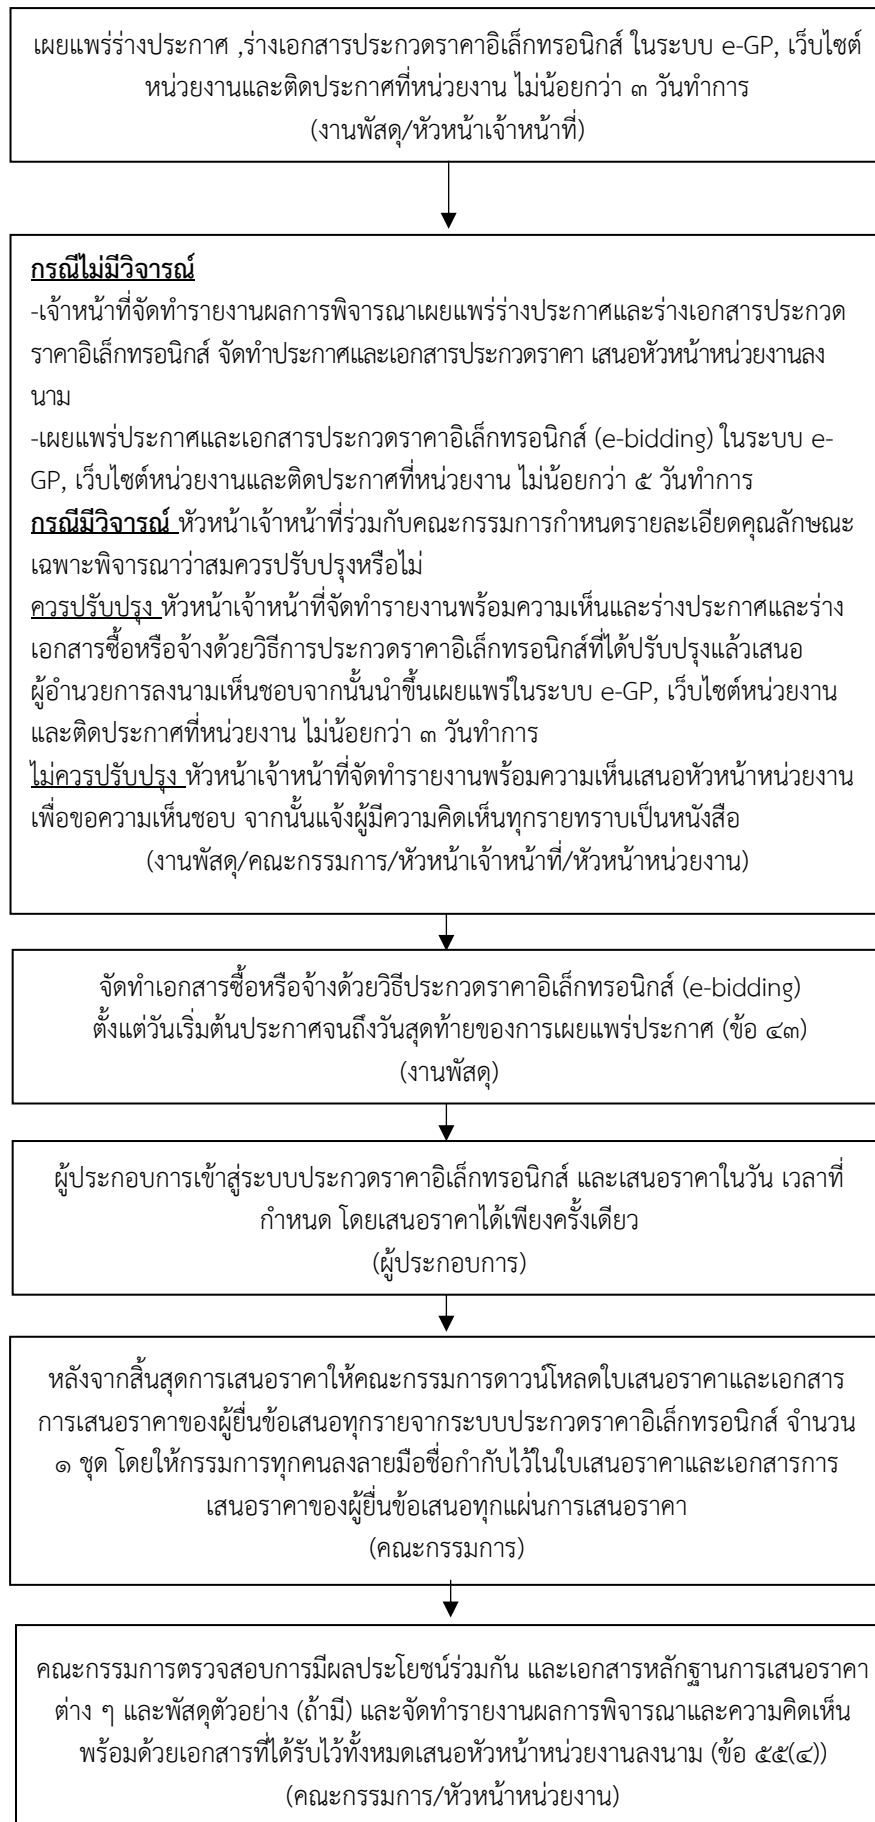 เผยแพร่ร่างประกาศ ,ร่างเอกสารประกวดราคาอิเล็กทรอนิกส์ ในระบบ e-GP, เว็บไซต์
หน่วยงานและติดประกาศที่หน่วยงาน ไม่น้อยกว่า ๓ วันทำการ
(งานพัสดุ/หัวหน้าเจ้าหน้าที่)
กรณีไม่มีวิจารณ์
-เจ้าหน้าที่จัดทำรายงานผลการพิจารณาเผยแพร่ร่างประกาศและร่างเอกสารประกวด
ราคาอิเล็กทรอนิกส์ จัดทำประกาศและเอกสารประกวดราคา เสนอหัวหน้าหน่วยงานลง
นาม
-เผยแพร่ประกาศและเอกสารประกวดราคาอิเล็กทรอนิกส์ (e-bidding) ในระบบ e-
GP, เว็บไซต์หน่วยงานและติดประกาศที่หน่วยงาน ไม่น้อยกว่า ๕ วันทำการ
กรณีมีวิจารณ์ หัวหน้าเจ้าหน้าที่ร่วมกับคณะกรรมการกำหนดรายละเอียดคุณลักษณะ
เฉพาะพิจารณาว่าสมควรปรับปรุงหรือไม่
ควรปรับปรุง หัวหน้าเจ้าหน้าที่จัดทำรายงานพร้อมความเห็นและร่างประกาศและร่าง
เอกสารซื้อหรือจ้างด้วยวิธีการประกวดราคาอิเล็กทรอนิกส์ที่ได้ปรับปรุงแล้วเสนอ
ผู้อำนวยการลงนามเห็นชอบจากนั้นนำขึ้นเผยแพร่ในระบบ e-GP, เว็บไซต์หน่วยงาน
และติดประกาศที่หน่วยงาน ไม่น้อยกว่า ๓ วันทำการ
ไม่ควรปรับปรุง หัวหน้าเจ้าหน้าที่จัดทำรายงานพร้อมความเห็นเสนอหัวหน้าหน่วยงาน
เพื่อขอความเห็นชอบ จากนั้นแจ้งผู้มีความคิดเห็นทุกรายทราบเป็นหนังสือ
(งานพัสดุ/คณะกรรมการ/หัวหน้าเจ้าหน้าที่/หัวหน้าหน่วยงาน)
จัดทำเอกสารซื้อหรือจ้างด้วยวิธีประกวดราคาอิเล็กทรอนิกส์ (e-bidding)
ตั้งแต่วันเริ่มต้นประกาศจนถึงวันสุดท้ายของการเผยแพร่ประกาศ (ข้อ ๔๓)
(งานพัสดุ)
ผู้ประกอบการเข้าสู่ระบบประกวดราคาอิเล็กทรอนิกส์ และเสนอราคาในวัน เวลาที่
กำหนด โดยเสนอราคาได้เพียงครั้งเดียว
(ผู้ประกอบการ)
หลังจากสิ้นสุดการเสนอราคาให้คณะกรรมการดาวน์โหลดใบเสนอราคาและเอกสาร
การเสนอราคาของผู้ยื่นข้อเสนอทุกรายจากระบบประกวดราคาอิเล็กทรอนิกส์ จำนวน
๑ ชุด โดยให้กรรมการทุกคนลงลายมือชื่อกำกับไว้ในใบเสนอราคาและเอกสารการ
เสนอราคาของผู้ยื่นข้อเสนอทุกแผ่นการเสนอราคา
(คณะกรรมการ)
คณะกรรมการตรวจสอบการมีผลประโยชน์ร่วมกัน และเอกสารหลักฐานการเสนอราคา
ต่าง ๆ และพัสดุตัวอย่าง (ถ้ามี) และจัดทำรายงานผลการพิจารณาและความคิดเห็น
พร้อมด้วยเอกสารที่ได้รับไว้ทั้งหมดเสนอหัวหน้าหน่วยงานลงนาม (ข้อ ๕๕(๔))
(คณะกรรมการ/หัวหน้าหน่วยงาน)